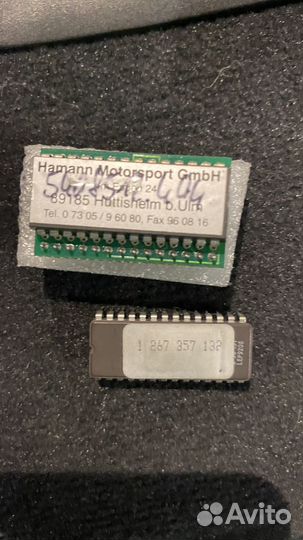 Hamann Motorsport GmbH
24
89185 Hüttisheim b.Ulm
Tel. 0 73 05 / 9 60 80, Fax 96 08 16
1 267 357 132
Avito